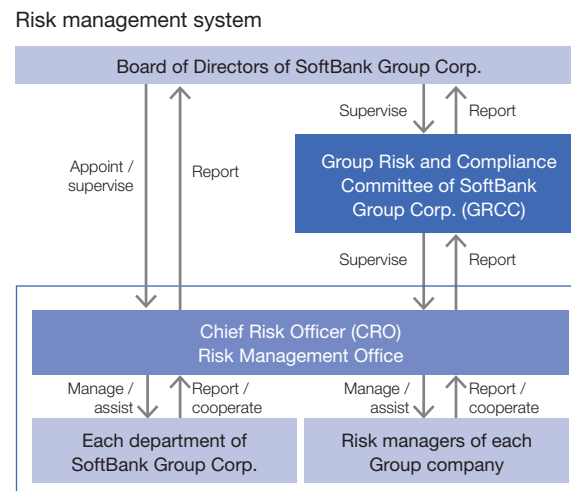 Risk management system
Board of Directors of SoftBank Group Corp.
Supervise
Report
Appoint /
supervise
Report
Group Risk and Compliance
Committee of SoftBank
Group Corp. (GRCC)
Supervise
Report
Chief Risk Officer (CRO)
Risk Management Office
Manage /
assist
Report /
cooperate
Manage /
assist
Report /
cooperate
Each department of
SoftBank Group Corp.
Risk managers of each
Group company